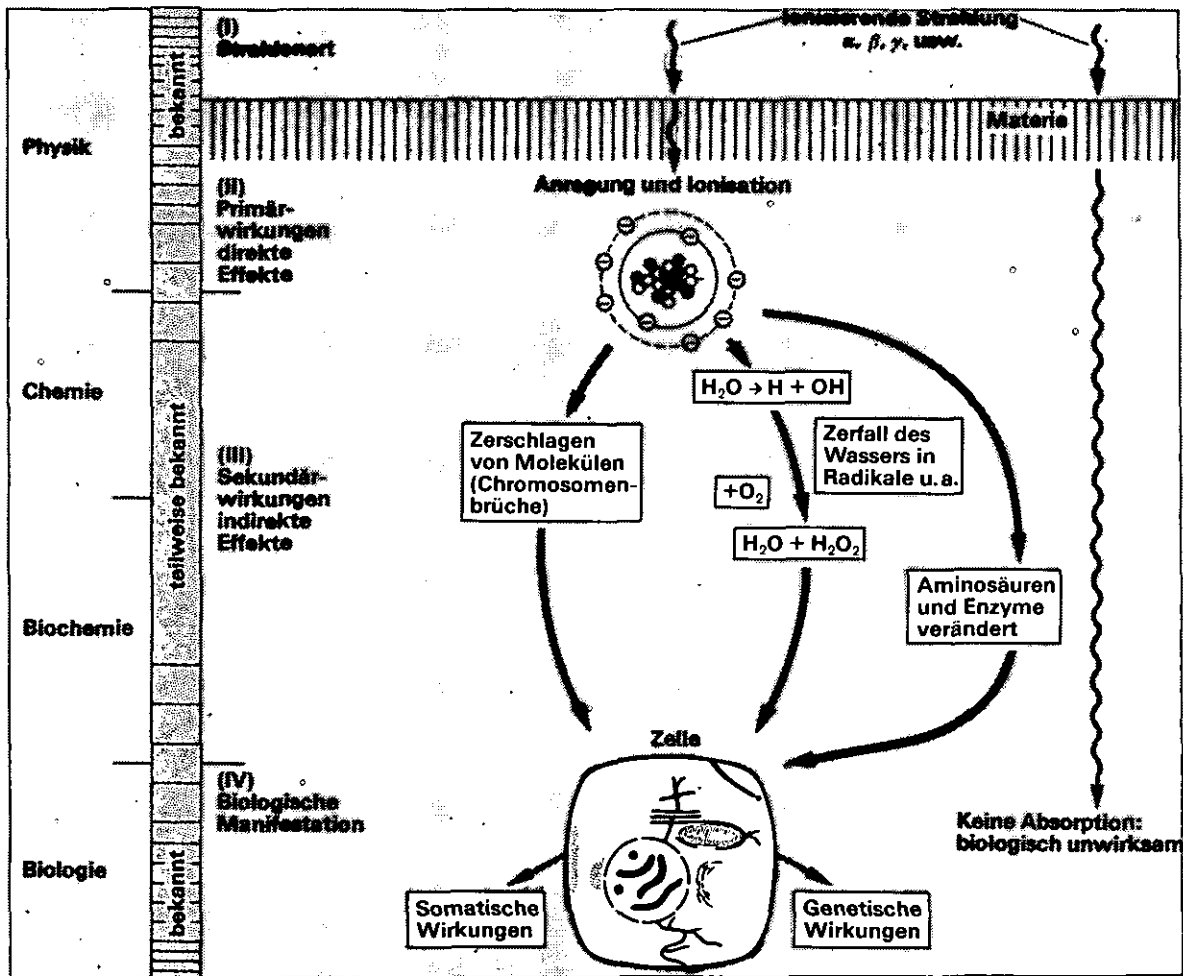 (I)
Strahlenart
Ionisierende Strahlung
α, β, γ, usw.
bekannt
Materie
Physik
Anregung und Ionisation
(II)
Primär-
wirkungen
direkte
Effekte
Chemie
H₂O → H + OH
Zerschlagen
von Molekülen
(Chromosomen-
brüche)
Zerfall des
Wassers in
Radikale u. a.
teilweise bekannt
(III)
Sekundär-
wirkungen
indirekte
Effekte
+O₂
H₂O + H₂O₂
Aminosäuren
und Enzyme
verändert
Biochemie
Zelle
(IV)
Biologische
Manifestation
Keine Absorption:
biologisch unwirksam
Biologie
bekannt
Somatische
Wirkungen
Genetische
Wirkungen